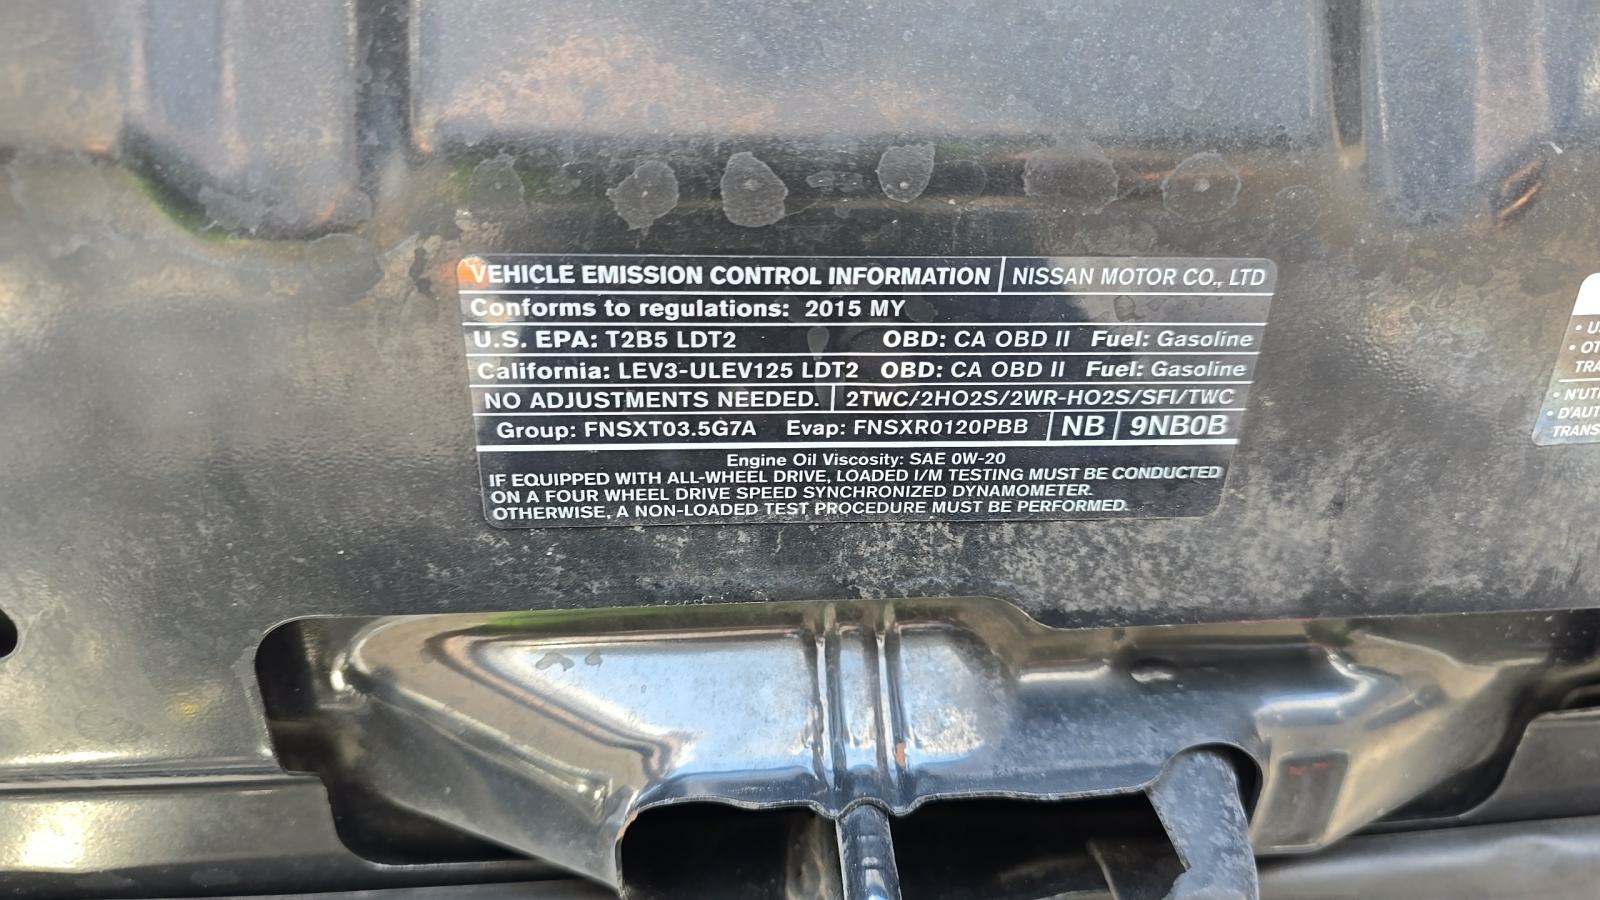 VEHICLE EMISSION CONTROL INFORMATION NISSAN MOTOR CO., LTD
Conforms to regulations: 2015 MY
U.S. EPA: T2B5 LDT2 OBD: CA OBD II Fuel: Gasoline
California: LEV3-ULEV125 LDT2 OBD: CA OBD II Fuel: Gasoline
NO ADJUSTMENTS NEEDED. 2TWC/2HO2S/2WR-HO2S/SFI/TWC
Group: FNSXT03.5G7A Evap: FNSXR0120PBB NB 9NB0B
Engine Oil Viscosity: SAE 0W-20
IF EQUIPPED WITH ALL-WHEEL DRIVE, LOADED I/M TESTING MUST BE CONDUCTED
ON A FOUR WHEEL DRIVE SPEED SYNCHRONIZED DYNAMOMETER.
OTHERWISE, A NON-LOADED TEST PROCEDURE MUST BE PERFORMED.